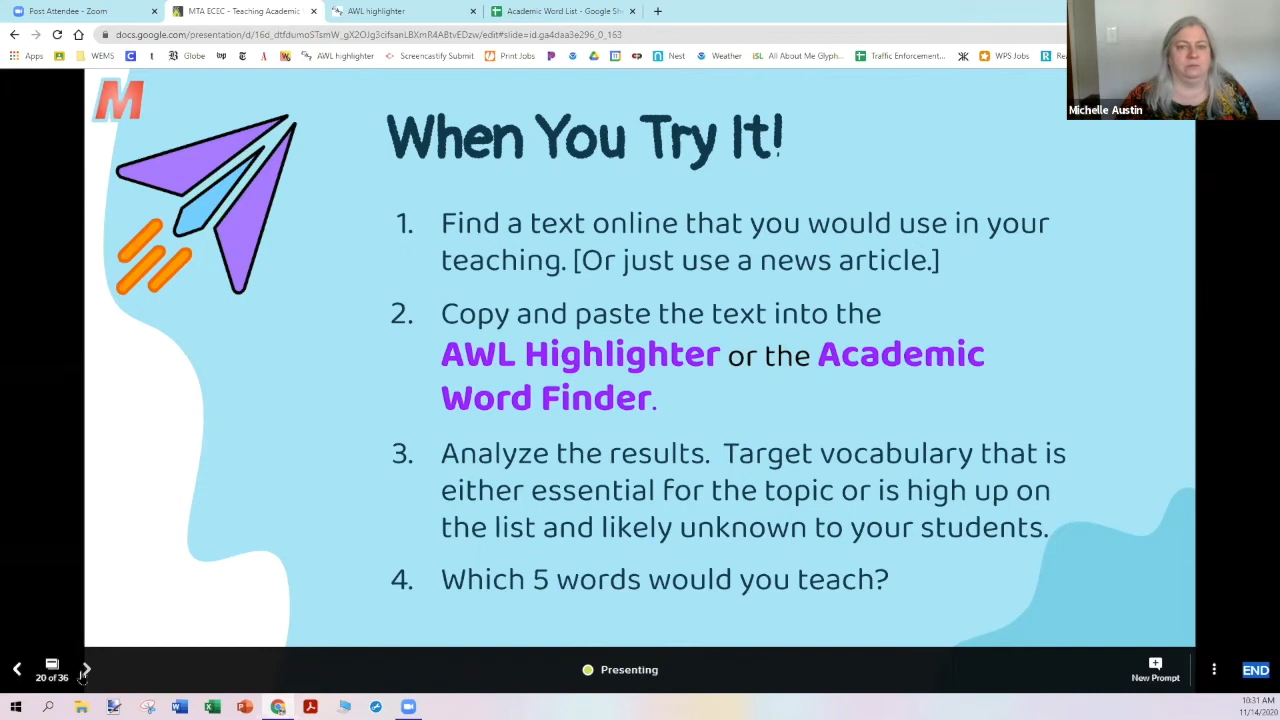 Post Attendee - Zoom
MTA ECEC - Teaching Academic
AWL highlighter
Academic Word List - Google She
docs.google.com/presentation/d/16d_dtfdumoSTsmW_gX2OIg3cifsanLB3mR4ABtvEDzw/edit#slide=id.ga4daa3e296_0_163
Apps
WEMS
Globe
AWL highlighter
Screencastify Submit
Print Jobs
Nest
Weather
All About Me Glyph...
Traffic Enforcement...
WPS Jobs
Michelle Austin
M
When You Try It!
1. Find a text online that you would use in your
teaching. [Or just use a news article.]
2. Copy and paste the text into the
AWL Highlighter or the Academic
Word Finder.
3. Analyze the results. Target vocabulary that is
either essential for the topic or is high up on
the list and likely unknown to your students.
4. Which 5 words would you teach?
20 of 36
Presenting
New Prompt
END
10:31 AM
11/14/2020